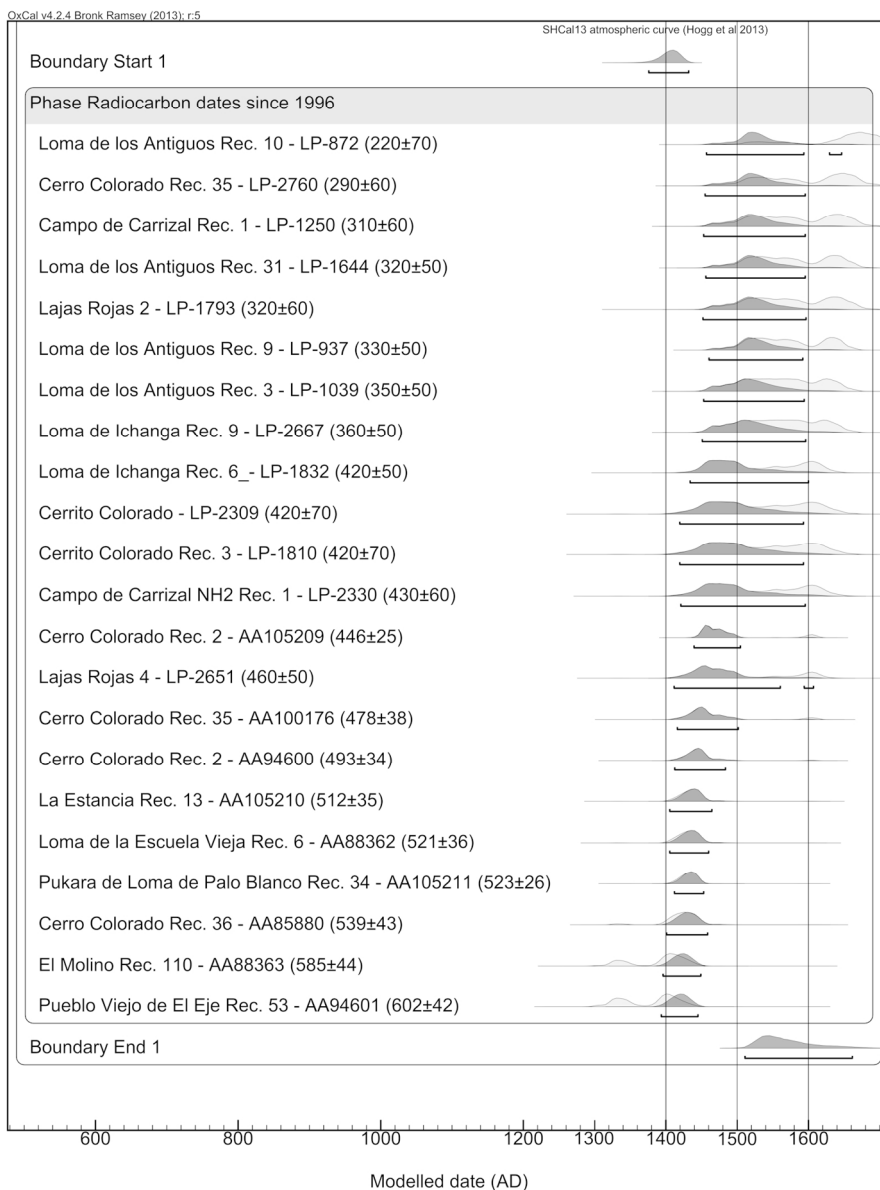 OxCal v4.2.4 Bronk Ramsey (2013); r:5
SHCal13 atmospheric curve (Hogg et al 2013)
Boundary Start 1
Phase Radiocarbon dates since 1996
Loma de los Antiguos Rec. 10 - LP-872 (220±70)
Cerro Colorado Rec. 35 - LP-2760 (290±60)
Campo de Carrizal Rec. 1 - LP-1250 (310±60)
Loma de los Antiguos Rec. 31 - LP-1644 (320±50)
Lajas Rojas 2 - LP-1793 (320±60)
Loma de los Antiguos Rec. 9 - LP-937 (330±50)
Loma de los Antiguos Rec. 3 - LP-1039 (350±50)
Loma de Ichanga Rec. 9 - LP-2667 (360±50)
Loma de Ichanga Rec. 6_- LP-1832 (420±50)
Cerrito Colorado - LP-2309 (420±70)
Cerrito Colorado Rec. 3 - LP-1810 (420±70)
Campo de Carrizal NH2 Rec. 1 - LP-2330 (430±60)
Cerro Colorado Rec. 2 - AA105209 (446±25)
Lajas Rojas 4 - LP-2651 (460±50)
Cerro Colorado Rec. 35 - AA100176 (478±38)
Cerro Colorado Rec. 2 - AA94600 (493±34)
La Estancia Rec. 13 - AA105210 (512±35)
Loma de la Escuela Vieja Rec. 6 - AA88362 (521±36)
Pukara de Loma de Palo Blanco Rec. 34 - AA105211 (523±26)
Cerro Colorado Rec. 36 - AA85880 (539±43)
El Molino Rec. 110 - AA88363 (585±44)
Pueblo Viejo de El Eje Rec. 53 - AA94601 (602±42)
Boundary End 1
600 800 1000 1200 1300 1400 1500 1600
Modelled date (AD)